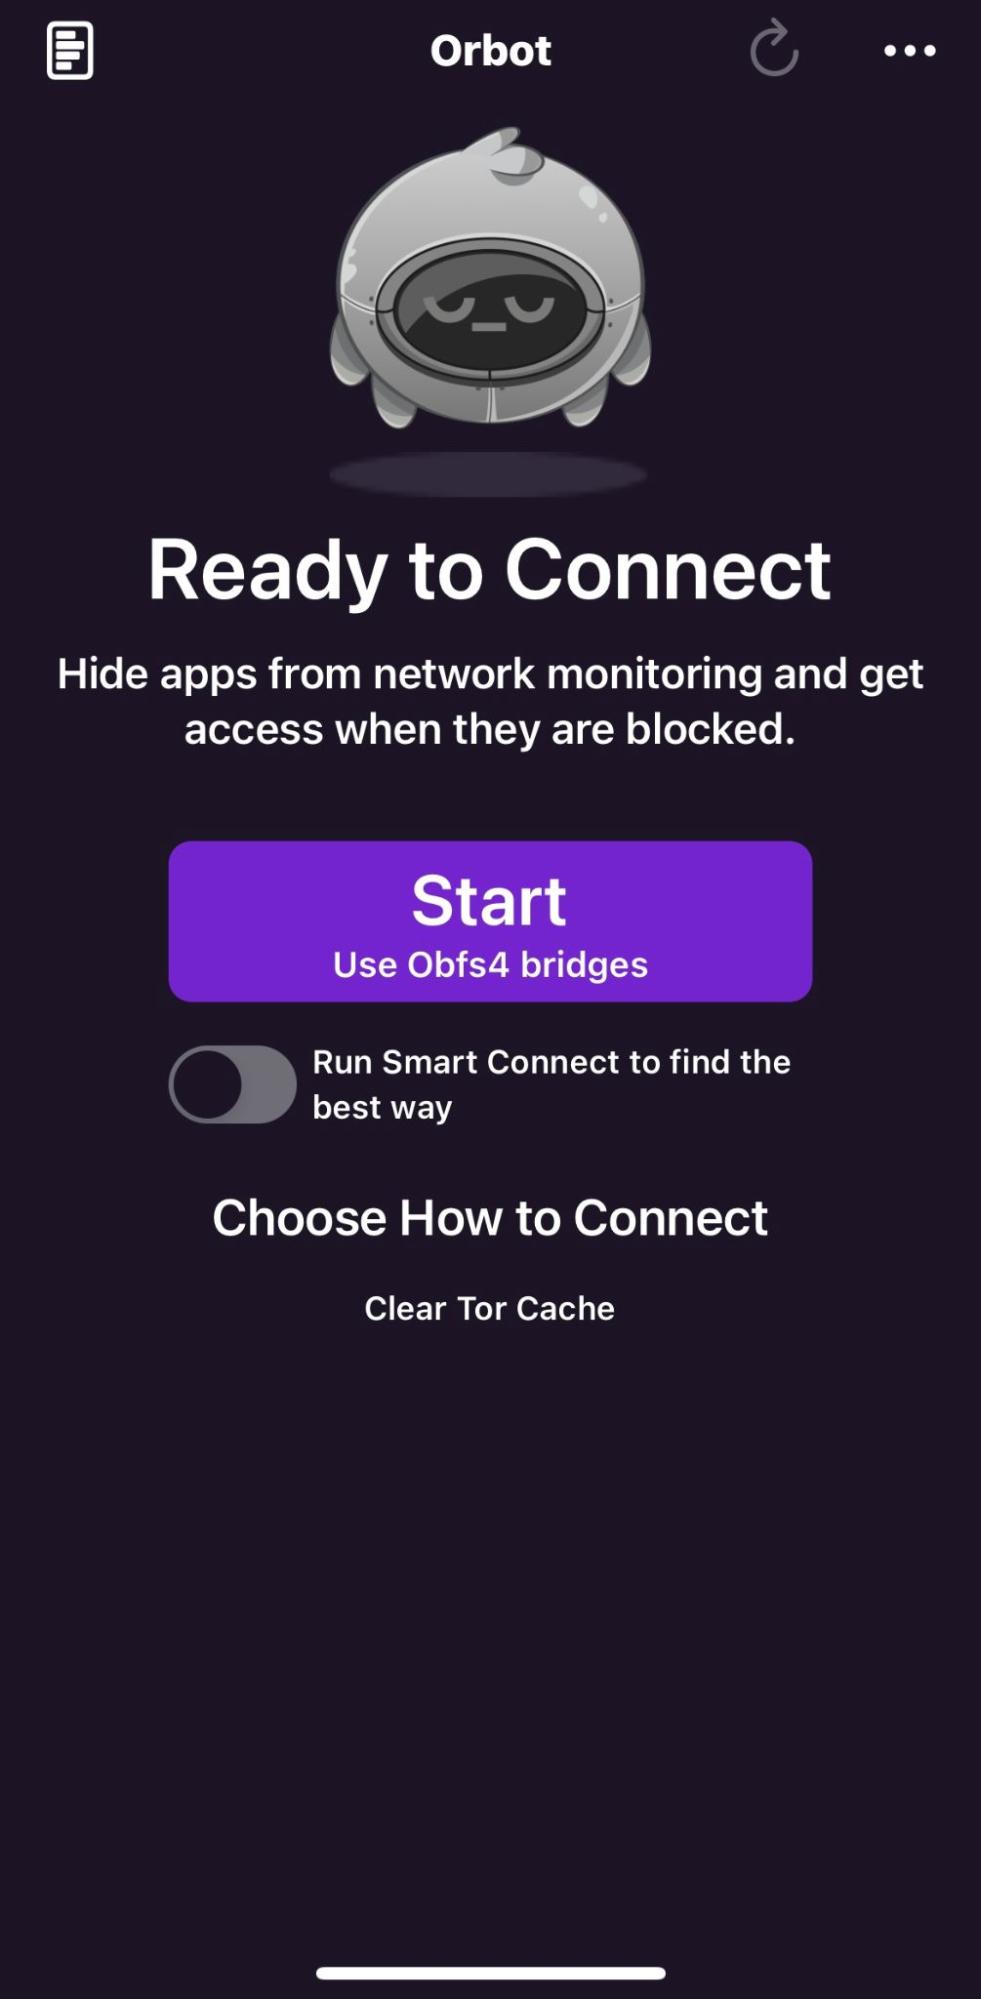 Orbot
Ready to Connect
Hide apps from network monitoring and get
access when they are blocked.
Start
Use Obfs4 bridges
Run Smart Connect to find the
best way
Choose How to Connect
Clear Tor Cache